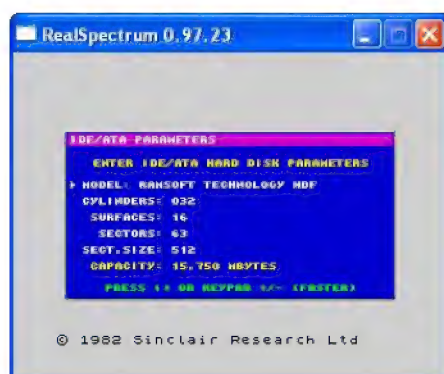 RealSpectrum 0.97.23
IDE/ATA PARAMETERS
ENTER IDE/ATA HARD DISK PARAMETERS
MODEL: RAMSOFT TECHNOLOGY HDF
CYLINDERS: 032
SURFACES: 16
SECTORS: 63
SECT.SIZE: 512
CAPACITY: 15.750 MBYTES
PRESS OR KEYPAD +/- (FASTER)
© 1982 Sinclair Research Ltd